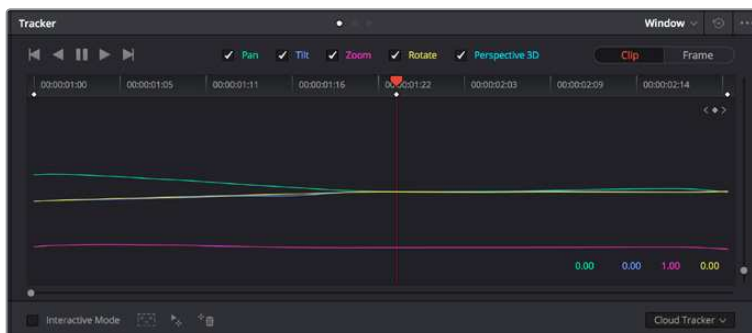 Tracker Window
Pan Tilt Zoom Rotate Perspective 3D Clip Frame
00:00:01:00 00:00:01:05 00:00:01:11 00:00:01:16 00:00:01:22 00:00:02:03 00:00:02:09 00:00:02:14
0.00 0.00 1.00 0.00
Interactive Mode Cloud Tracker